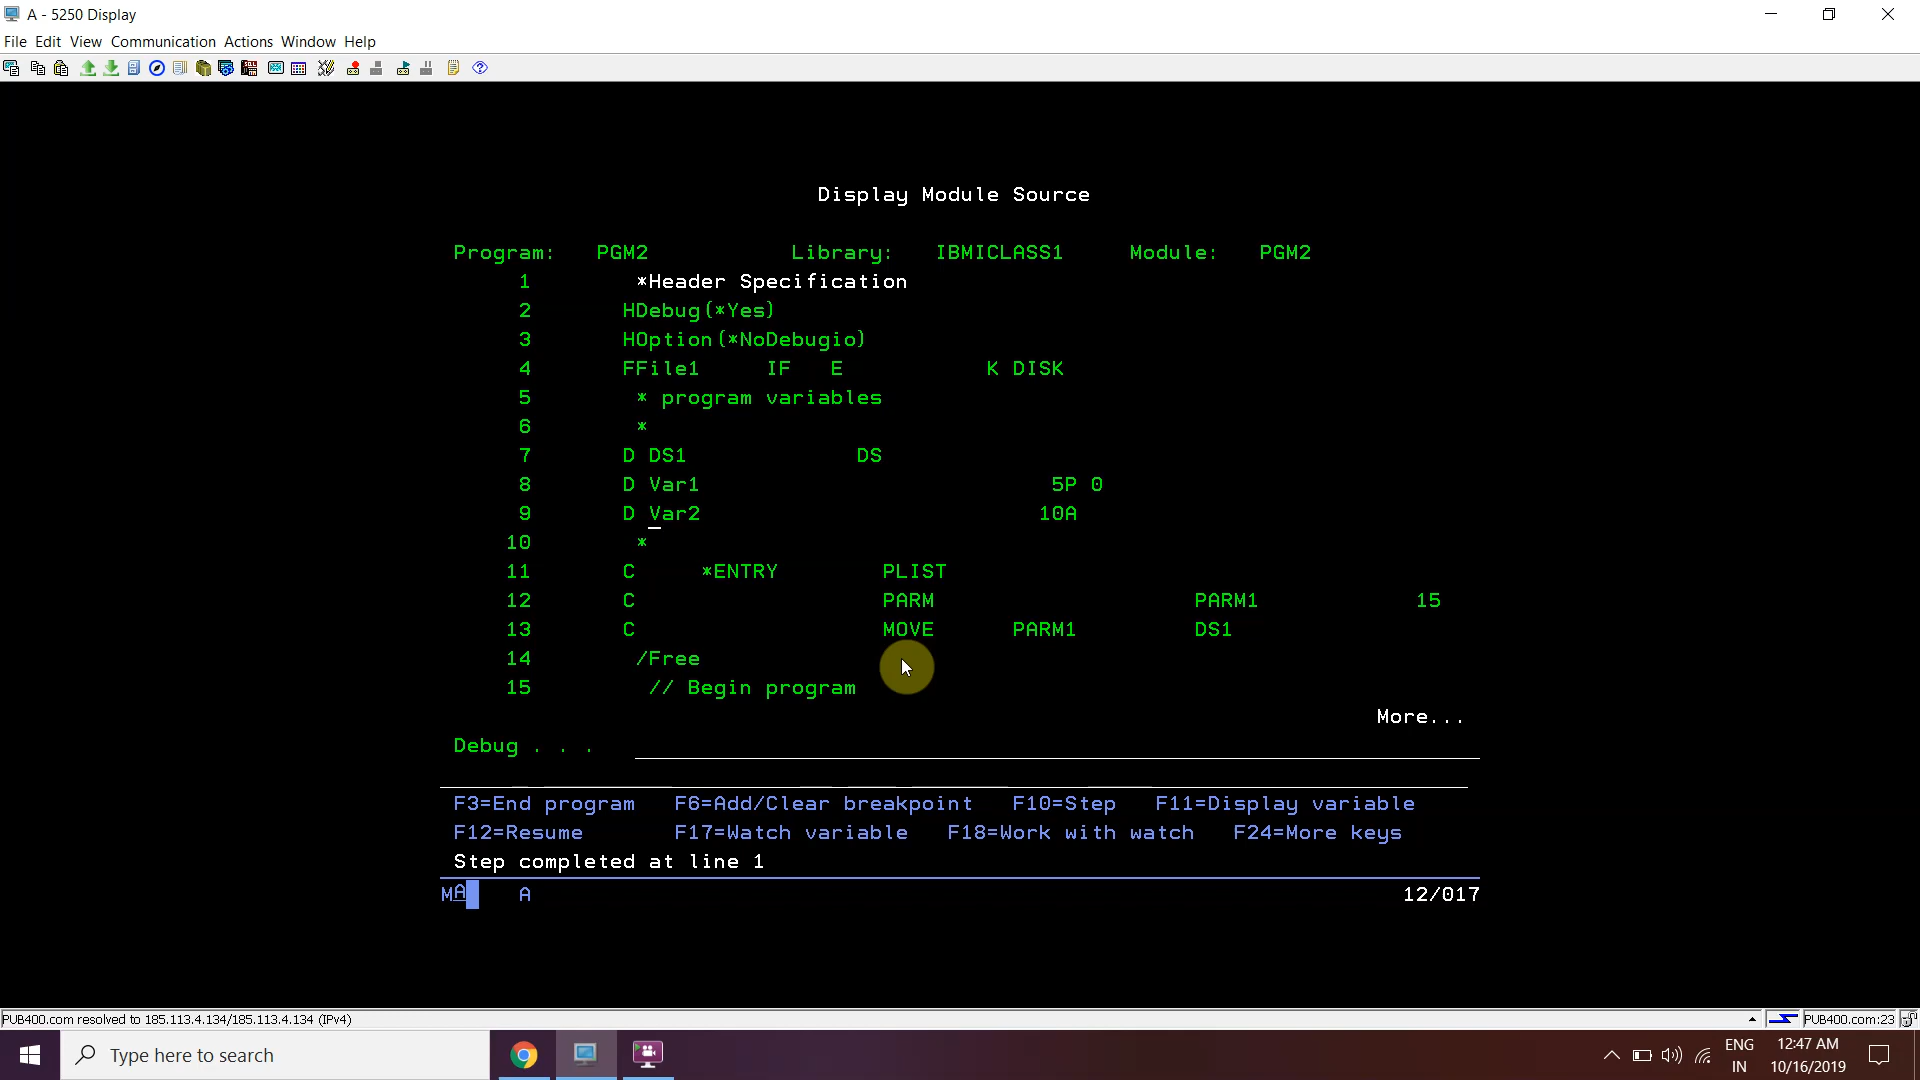 A - 5250 Display
File Edit View Communication Actions Window Help
Display Module Source
Program: PGM2 Library: IBMICLASS1 Module: PGM2
1 *Header Specification
2 HDebug(*Yes)
3 HOption(*NoDebugio)
4 FFile1 IF E K DISK
5 * program variables
6 *
7 D DS1 DS
8 D Var1 5P 0
9 D Var2 10A
10 *
11 C *ENTRY PLIST
12 C PARM PARM1 15
13 C MOVE PARM1 DS1
14 /Free
15 // Begin program
More...
Debug . . .
F3=End program F6=Add/Clear breakpoint F10=Step F11=Display variable
F12=Resume F17=Watch variable F18=Work with watch F24=More keys
Step completed at line 1
MA A 12/017
PUB400.com resolved to 185.113.4.134/185.113.4.134 (IPv4) PUB400.com:23
Type here to search
ENG 12:47 AM
IN 10/16/2019